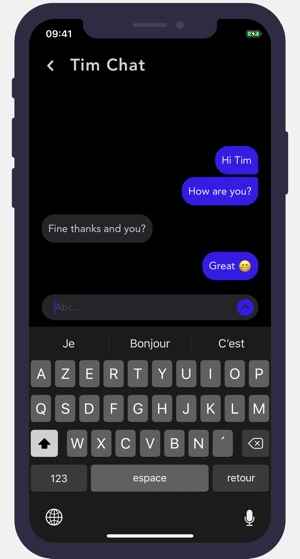 09:41
Tim Chat
Hi Tim
How are you?
Fine thanks and you?
Great 😁
Abc...
Je Bonjour C'est
A Z E R T Y U I O P
Q S D F G H J K L M
W X C V B N ´
123 espace retour